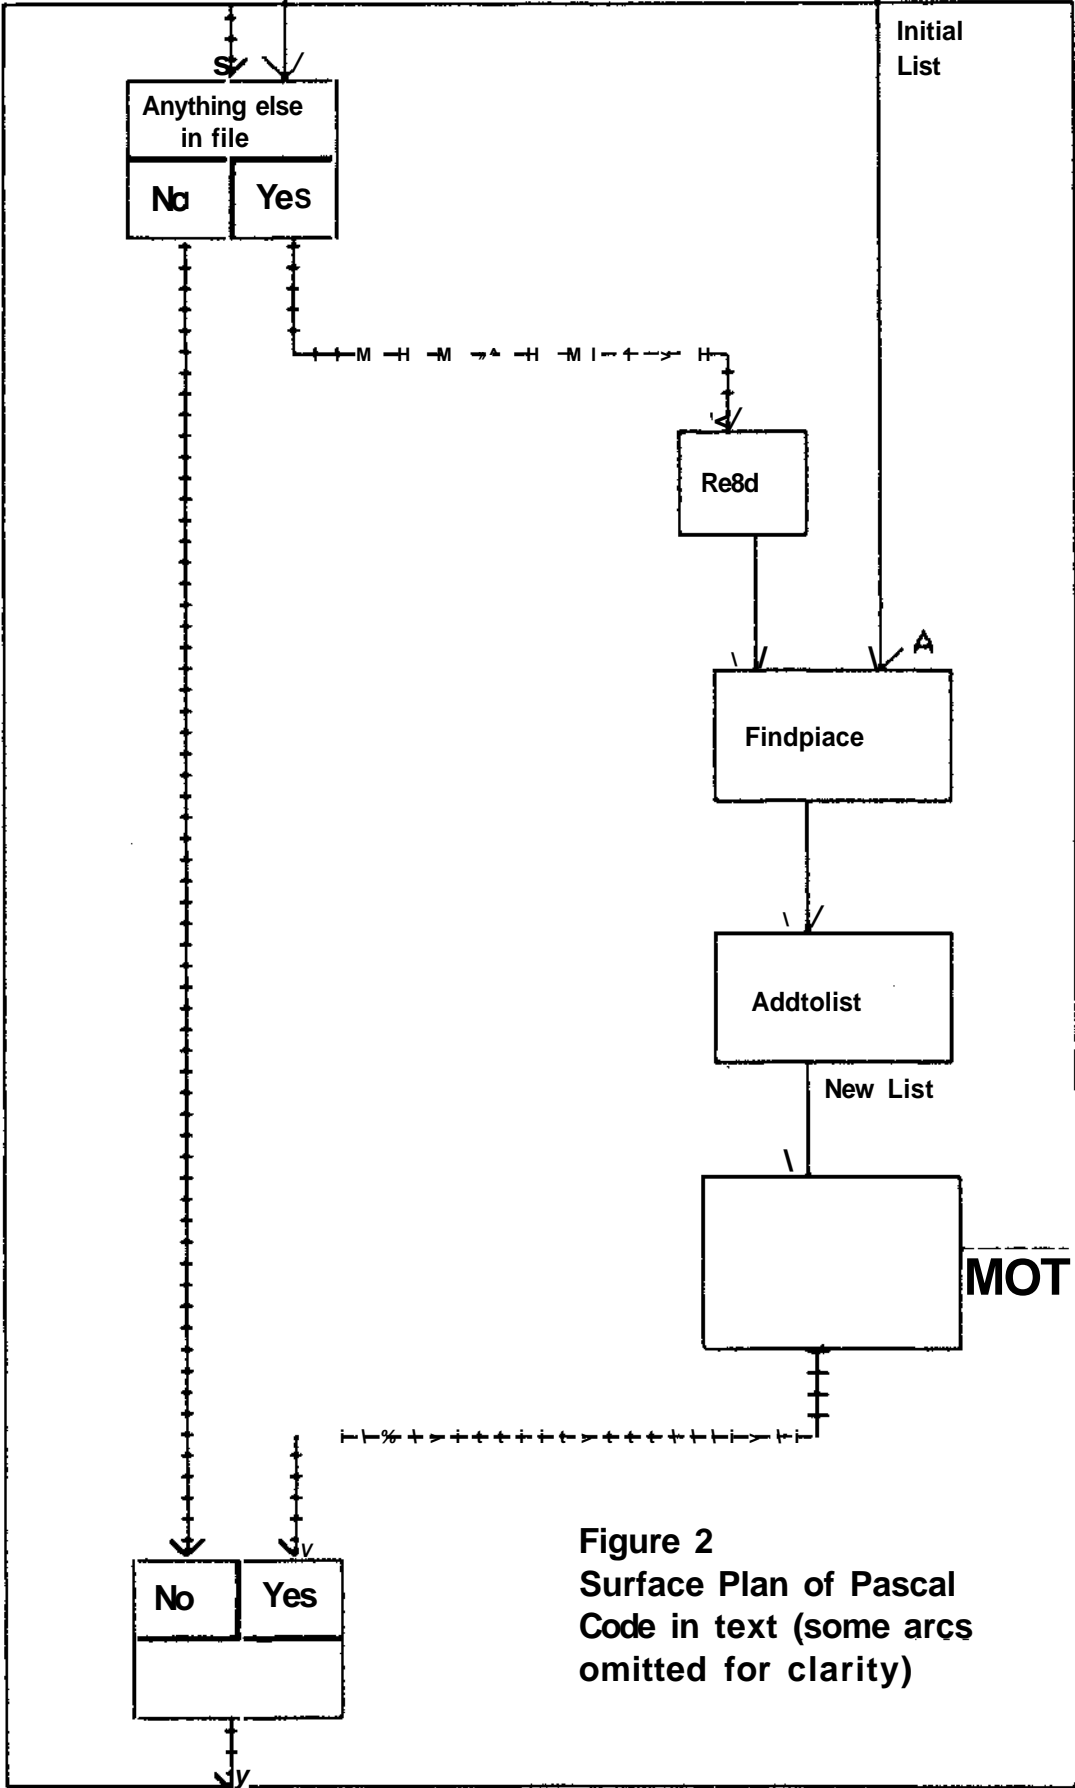 Initial
List
Anything else
in file
No
Yes
Re8d
Findpiace
Addtolist
New List
MOT
No
Yes
Figure 2
Surface Plan of Pascal
Code in text (some arcs
omitted for clarity)